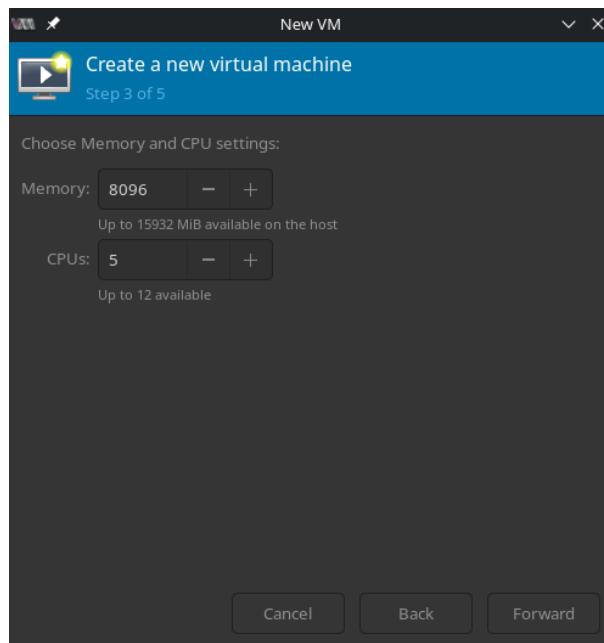 New VM
Create a new virtual machine
Step 3 of 5
Choose Memory and CPU settings:
Memory: 8096 − +
Up to 15932 MiB available on the host
CPUs: 5 − +
Up to 12 available
Cancel Back Forward